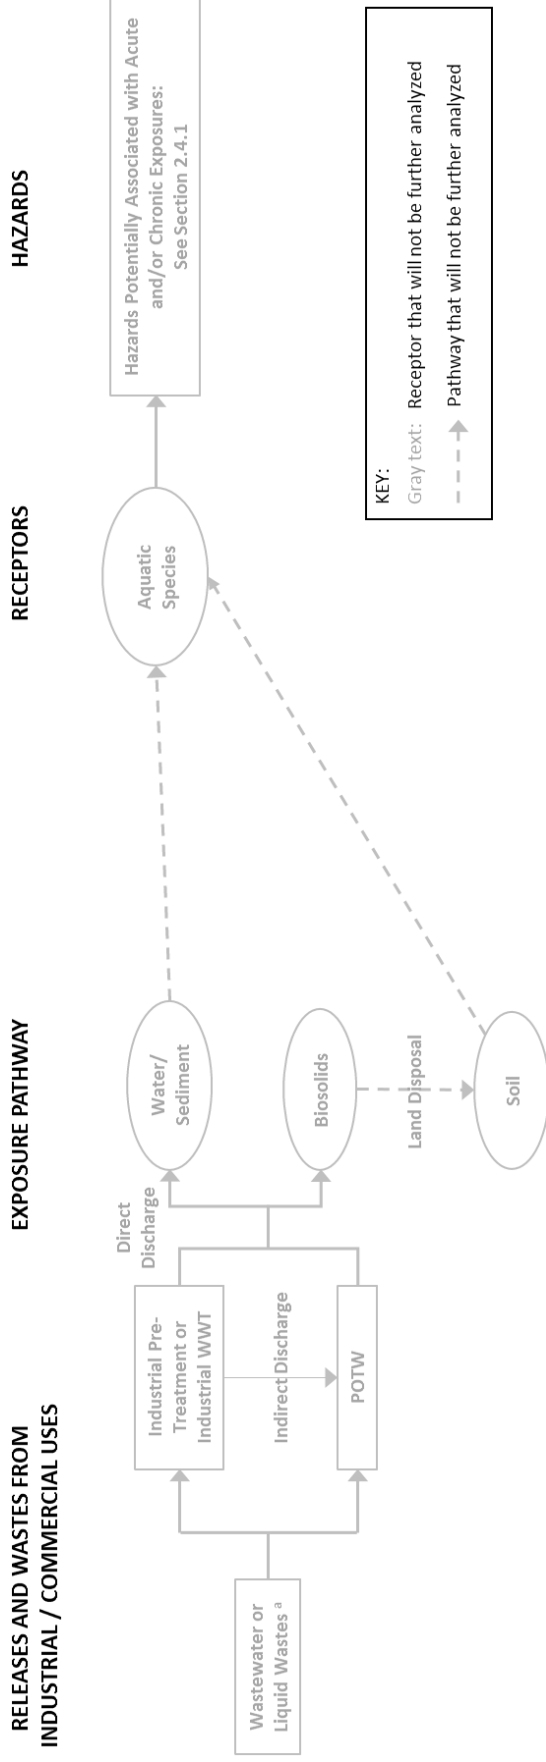 RELEASES AND WASTES FROM
INDUSTRIAL / COMMERCIAL USES
EXPOSURE PATHWAY
RECEPTORS
HAZARDS
Wastewater or
Liquid Wastes ᵃ
Industrial Pre-
Treatment or
Industrial WWT
Indirect Discharge
POTW
Direct
Discharge
Water/
Sediment
Biosolids
Land Disposal
Soil
Aquatic
Species
Hazards Potentially Associated with Acute
and/or Chronic Exposures:
See Section 2.4.1
KEY:
Gray text: Receptor that will not be further analyzed
Pathway that will not be further analyzed